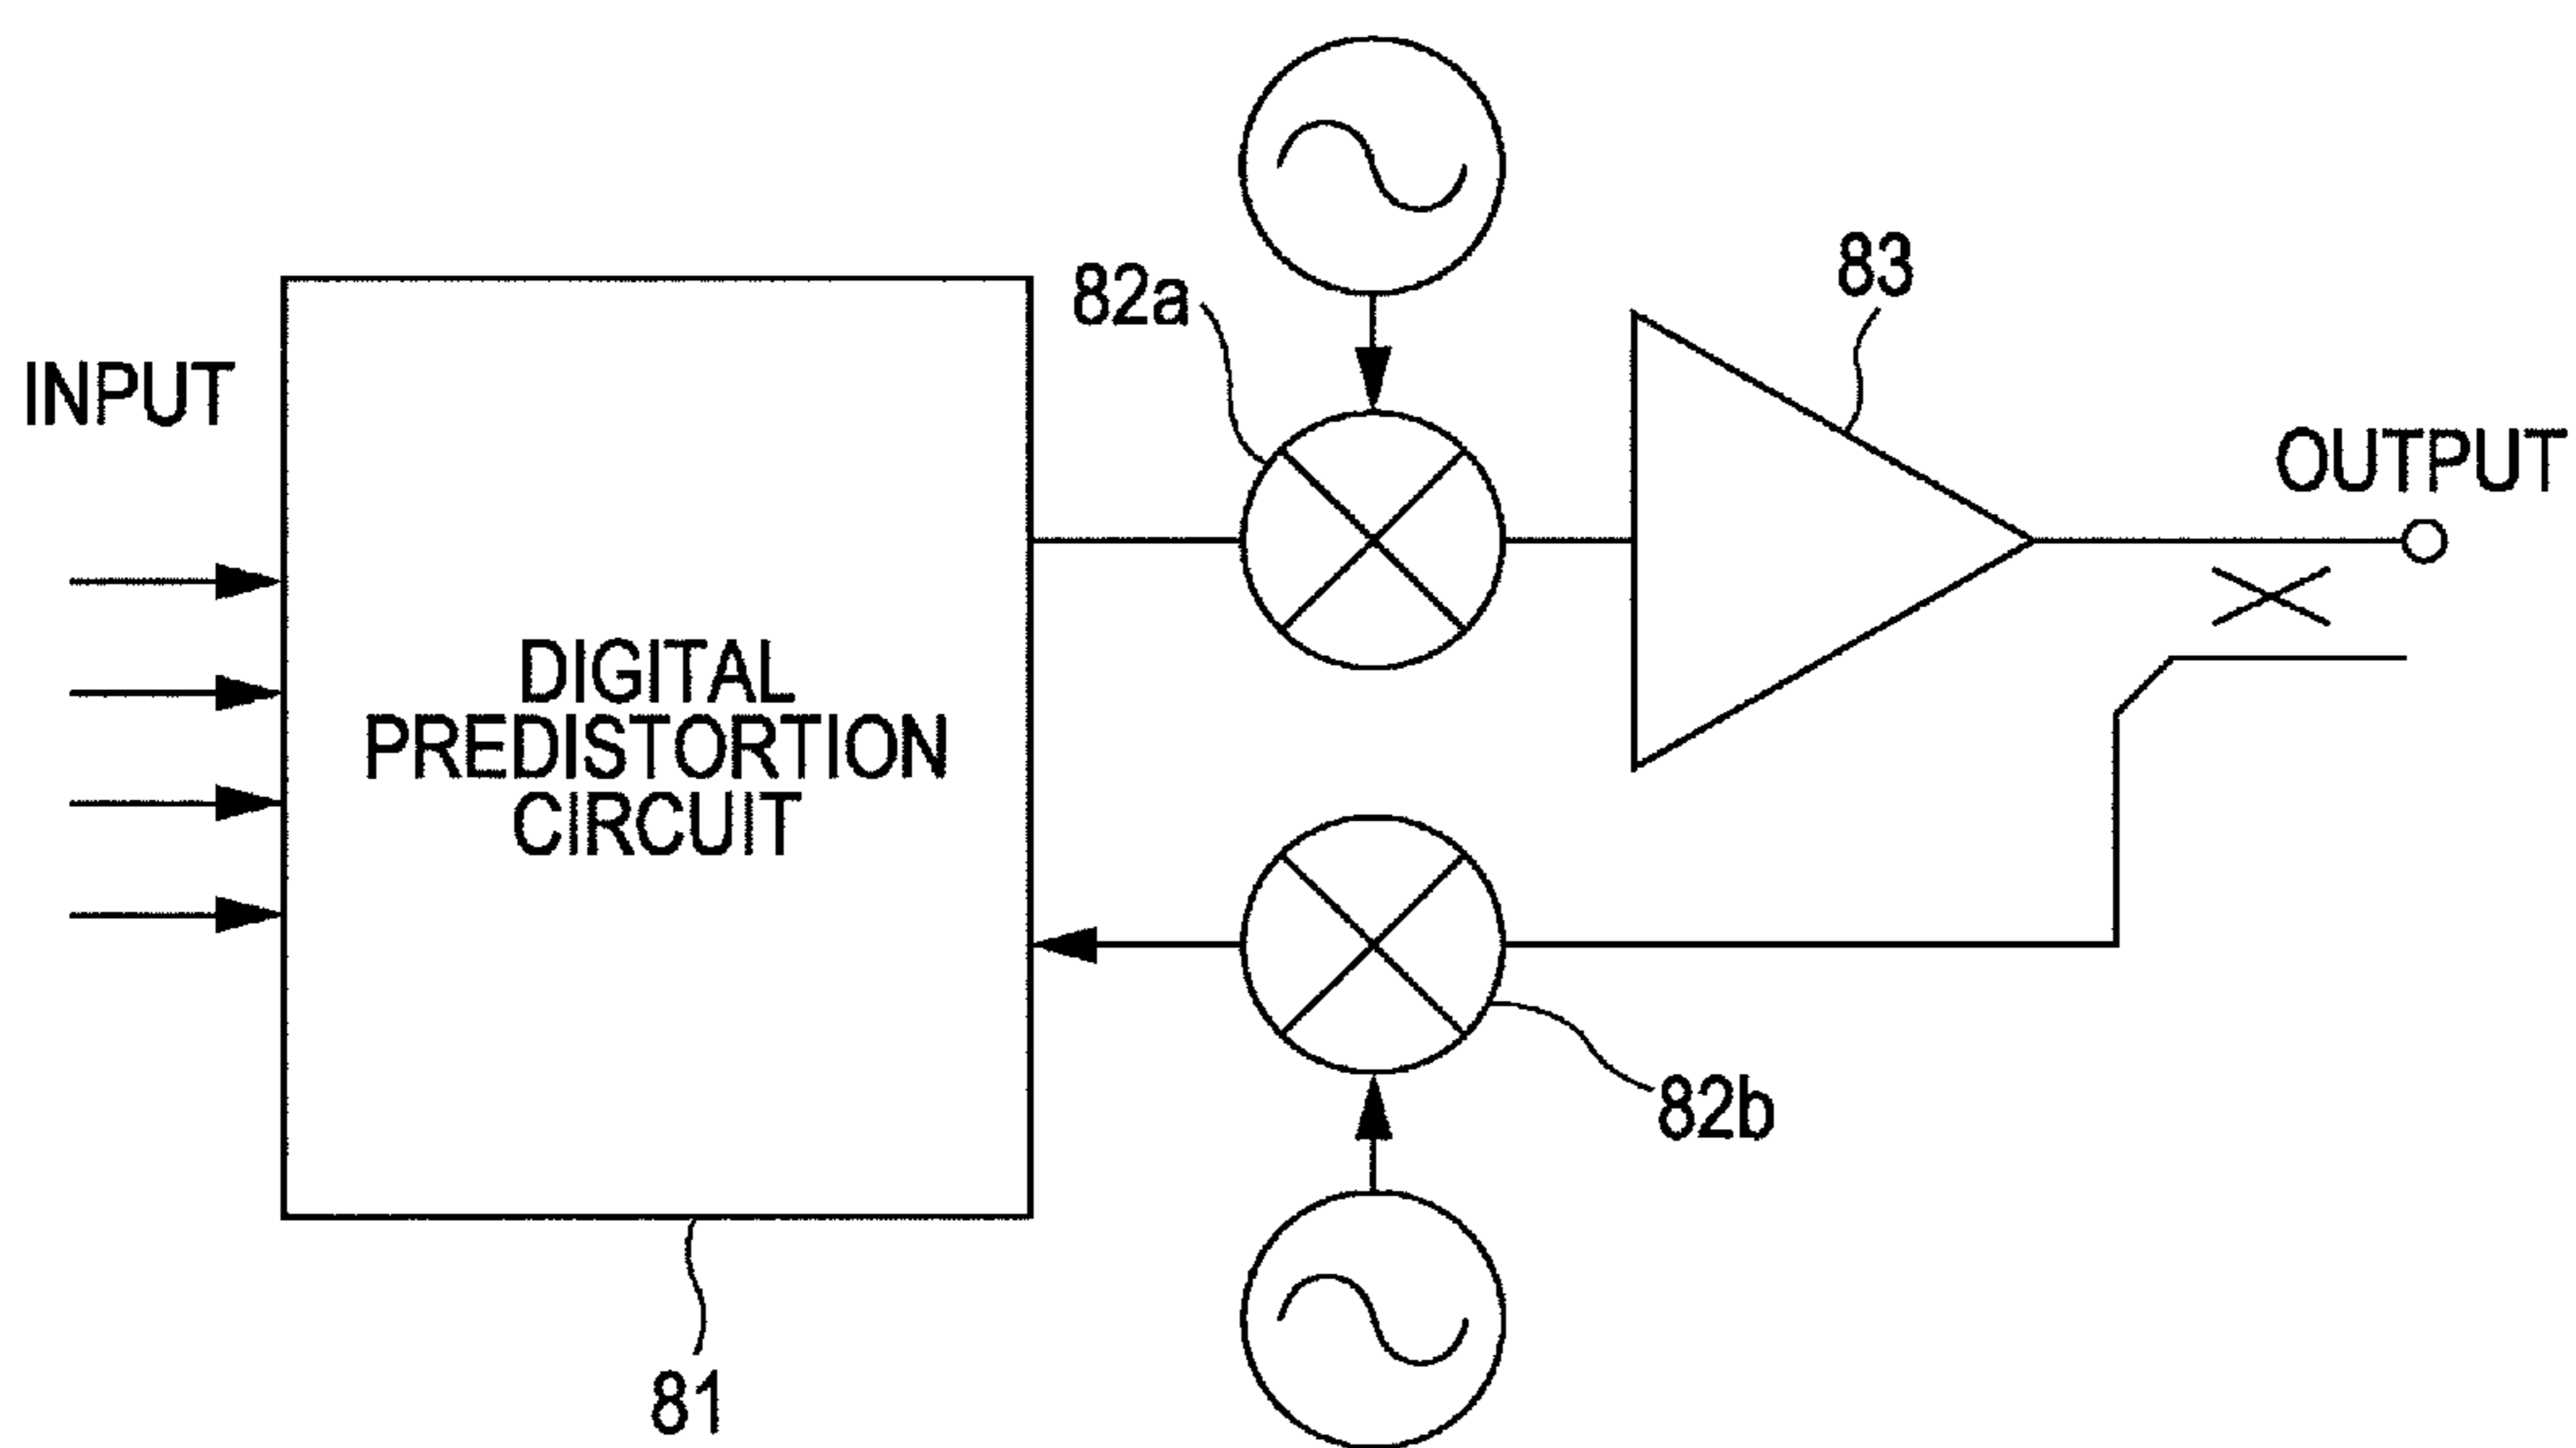 82a
83
INPUT
OUTPUT
DIGITAL
PREDISTORTION
CIRCUIT
82b
81